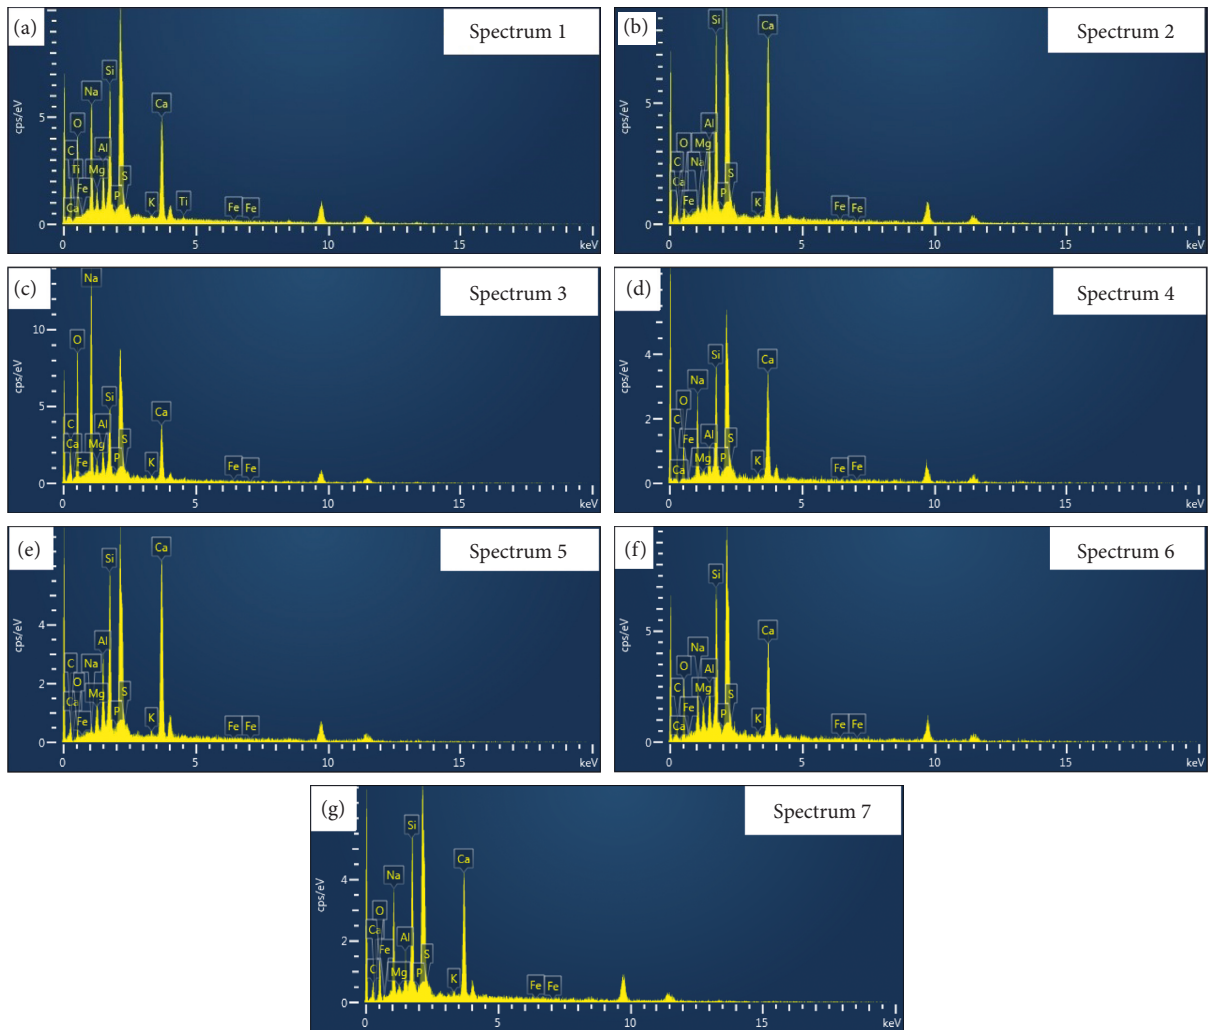 (a)
Spectrum 1
cps/eV
5
0
Si
Na
Ca
O
C
Al
Ti
Mg
S
Fe
P
Ca
K
Ti
Fe
Fe
0
5
10
15
keV
(b)
Spectrum 2
cps/eV
5
0
Si
Ca
Al
O
Mg
C
Na
S
Ca
Fe
P
K
Fe
Fe
0
5
10
15
keV
(c)
Spectrum 3
cps/eV
10
5
0
Na
O
Si
Ca
C
Al
Ca
Mg
S
Fe
P
K
Fe
Fe
0
5
10
15
keV
(d)
Spectrum 4
cps/eV
4
2
0
Si
Ca
Na
O
C
Fe
Al
S
Ca
Mg
P
K
Fe
Fe
0
5
10
15
keV
(e)
Spectrum 5
cps/eV
4
2
0
Si
Ca
Al
C
Na
O
Mg
S
Ca
Fe
P
K
Fe
Fe
0
5
10
15
keV
(f)
Spectrum 6
cps/eV
5
0
Si
Ca
Na
O
Al
C
Mg
S
Ca
Fe
P
K
Fe
Fe
0
5
10
15
keV
(g)
Spectrum 7
cps/eV
4
2
0
Si
Ca
Na
O
Ca
Al
Fe
S
C
Mg
P
K
Fe
Fe
0
5
10
15
keV